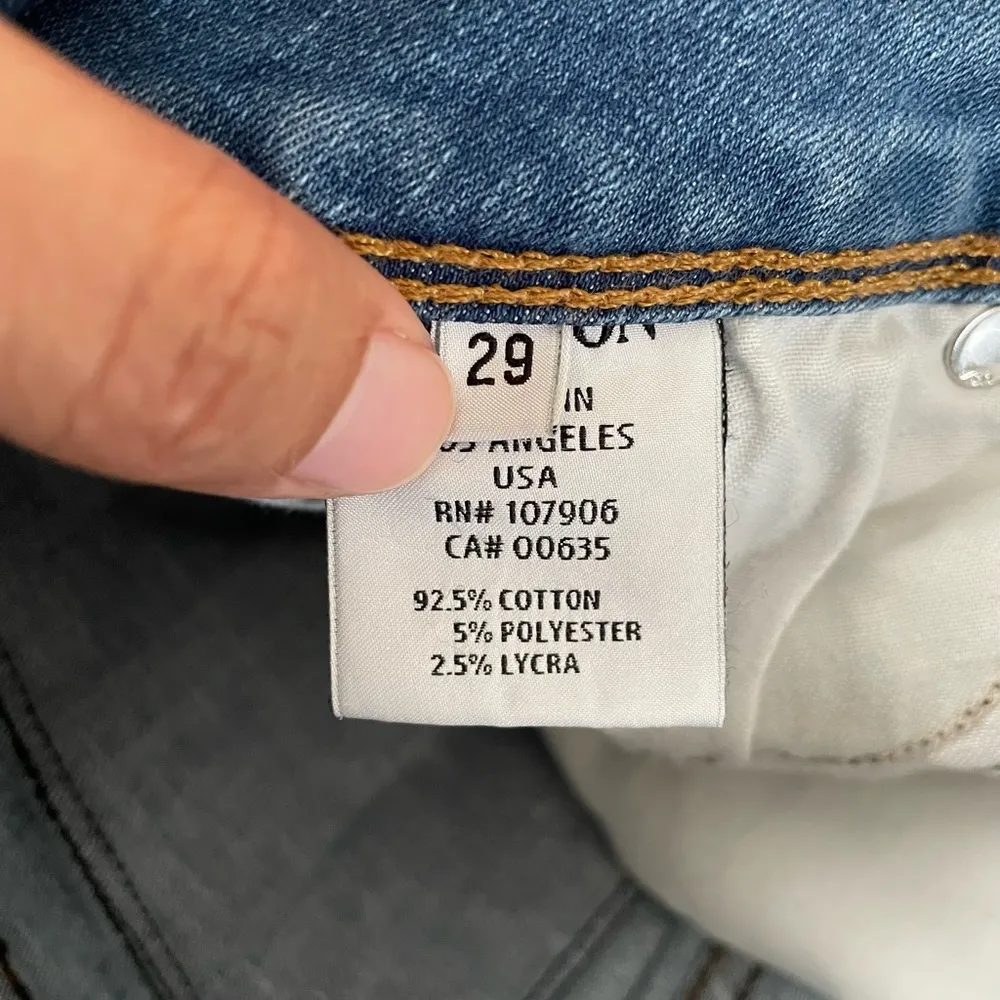 29
IN
ANGELES
USA
RN# 107906
CA# 00635
92.5% COTTON
5% POLYESTER
2.5% LYCRA